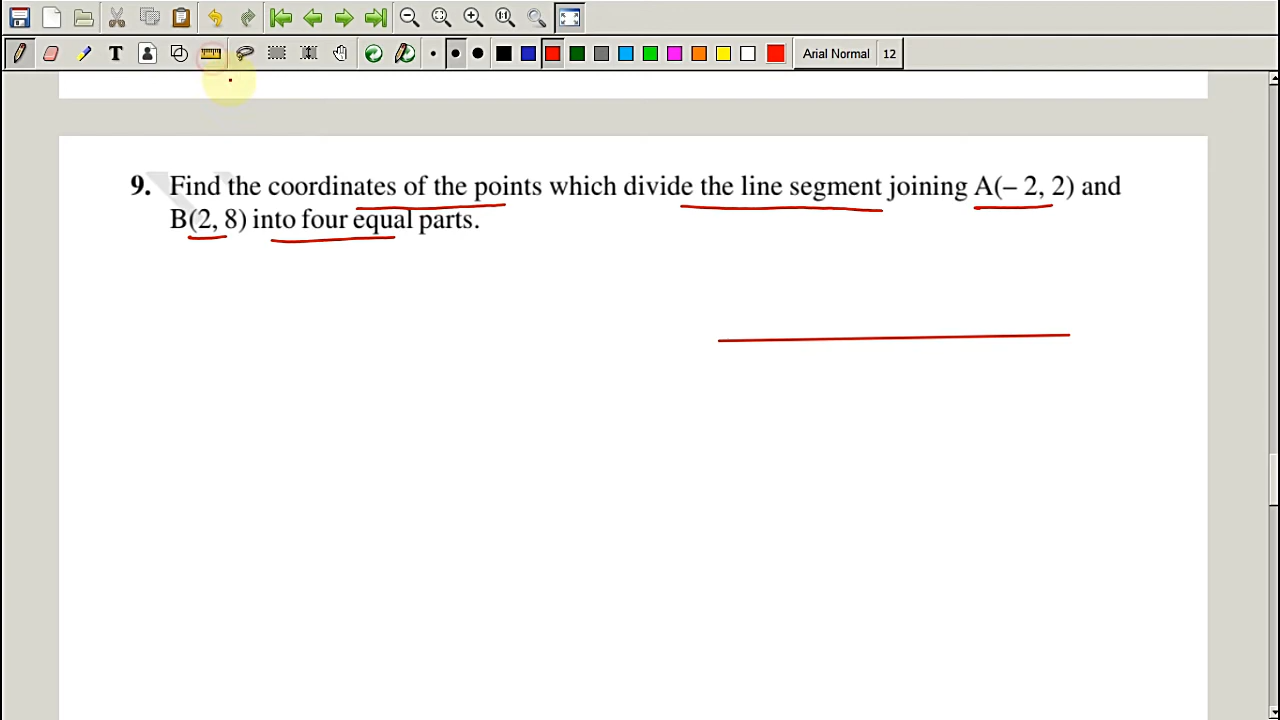 Arial Normal 12
9. Find the coordinates of the points which divide the line segment joining A(– 2, 2) and
B(2, 8) into four equal parts.